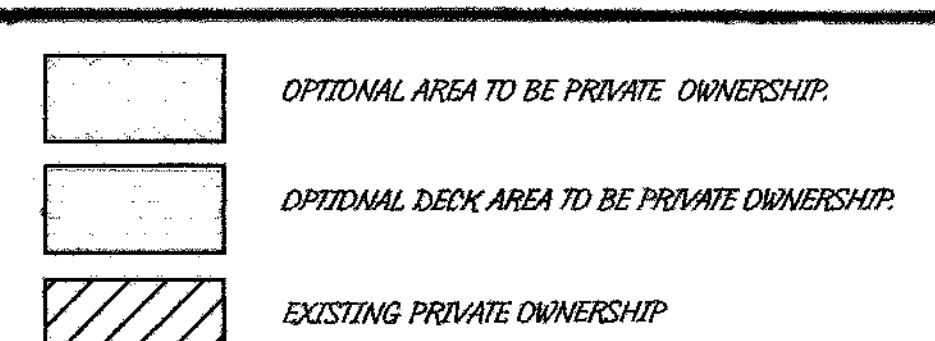 OPTIONAL AREA TO BE PRIVATE OWNERSHIP.
OPTIONAL DECK AREA TO BE PRIVATE OWNERSHIP.
EXISTING PRIVATE OWNERSHIP